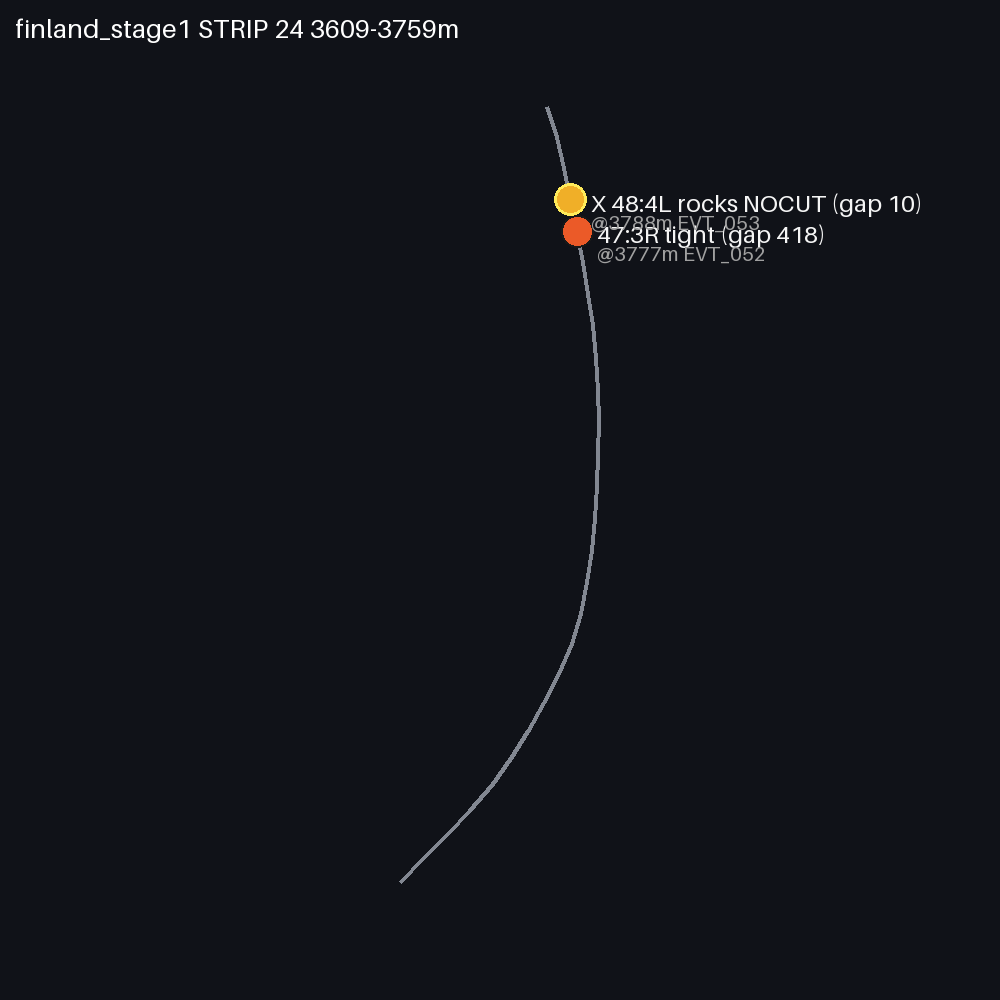 finland_stage1 STRIP 24 3609-3759m
X 48:4L rocks NOCUT (gap 10)
@3788m EVT_053
47:3R tight (gap 418)
@3777m EVT_052